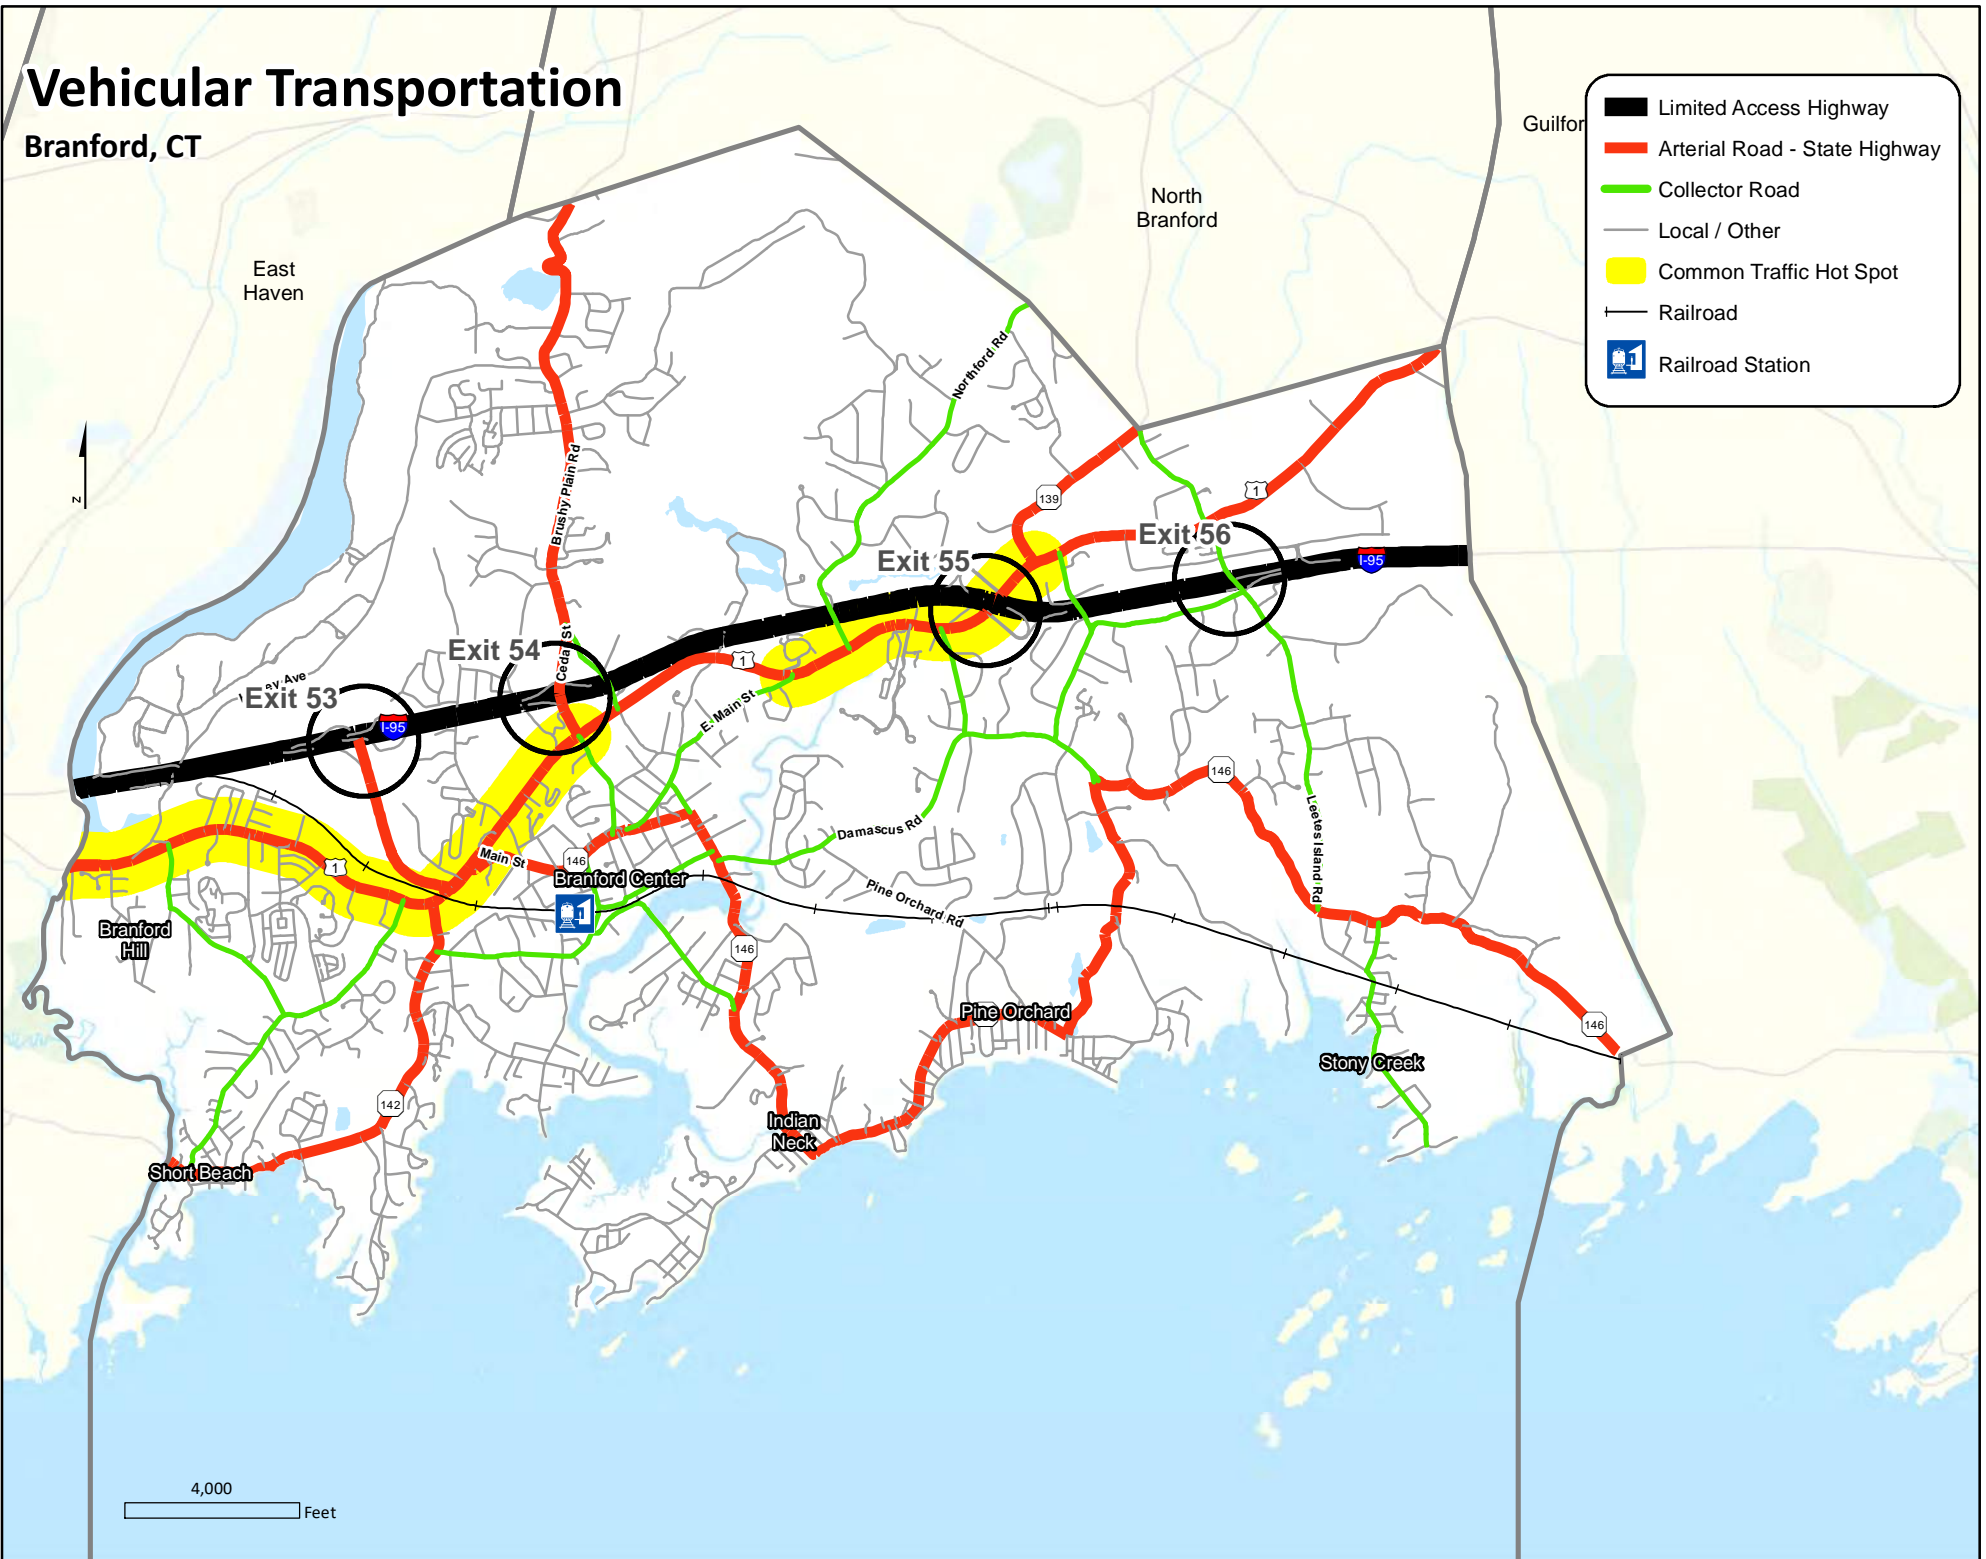 Vehicular Transportation
Branford, CT
Limited Access Highway
Arterial Road - State Highway
Collector Road
Local / Other
Common Traffic Hot Spot
Railroad
Railroad Station
Guilfor
North
Branford
East
Haven
N
Northford Rd
Brushy Plain Rd
139
1
Exit 56
Exit 55
I-95
Exit 54
Cedar St
1
Ave
Exit 53
I-95
E. Main St
146
Leetes Island Rd
Damascus Rd
Main St
146
1
Branford Center
Pine Orchard Rd
Branford
Hill
146
Pine Orchard
146
Stony Creek
142
Indian
Neck
Short Beach
4,000
Feet